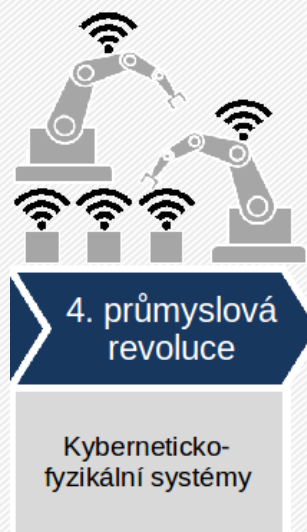 4. průmyslová
revoluce
Kyberneticko-
fyzikální systémy